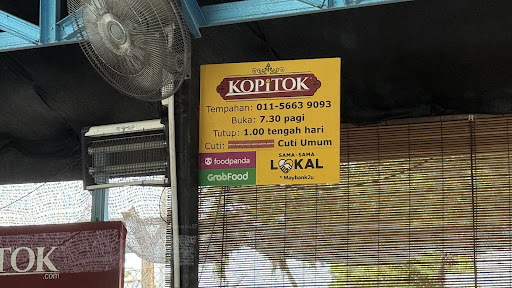 KOPiTOK
Tempahan: 011-5663 9093
Buka: 7.30 pagi
Tutup: 1.00 tengah hari
Cuti: Cuti Umum
foodpanda
GrabFood
SAMA-SAMA
LOKAL
Maybank2u
TOK
.com